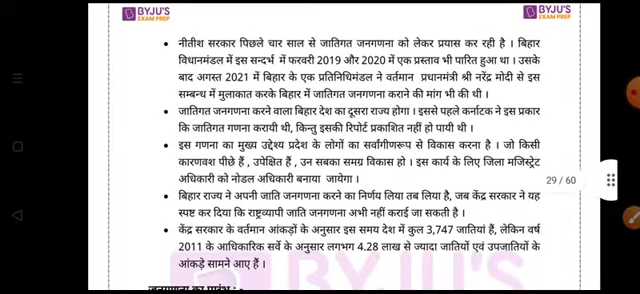 BYJU'S
EXAM PREP
BYJU'S
EXAM PREP
• नीतीश सरकार पिछले चार साल से जातिगत जनगणना को लेकर प्रयास कर रही है । बिहार
विधानमंडल में इस सन्दर्भ में फरवरी 2019 और 2020 में एक प्रस्ताव भी पारित हुआ था । उसके
बाद अगस्त 2021 में बिहार के एक प्रतिनिधिमंडल ने वर्तमान प्रधानमंत्री श्री नरेंद्र मोदी से इस
सम्बन्ध में मुलाकात करके बिहार में जातिगत जनगणना कराने की मांग भी की थी ।
• जातिगत जनगणना करने वाला बिहार देश का दूसरा राज्य होगा । इससे पहले कर्नाटक ने इस प्रकार
कि जातिगत गणना करायी थी, किन्तु इसकी रिपोर्ट प्रकाशित नहीं हो पायी थी ।
• इस गणना का मुख्य उद्देश्य प्रदेश के लोगों का सर्वांगीणरूप से विकास करना है । जो किसी
कारणवश पीछे हैं , उपेक्षित हैं , उन सबका समग्र विकास हो । इस कार्य के लिए जिला मजिस्ट्रेट
अधिकारी को नोडल अधिकारी बनाया जायेगा ।
29 / 60
• बिहार राज्य ने अपनी जाति जनगणना करने का निर्णय लिया तब लिया है, जब केंद्र सरकार ने यह
स्पष्ट कर दिया कि राष्ट्रव्यापी जाति जनगणना अभी नहीं कराई जा सकती है ।
• केंद्र सरकार के वर्तमान आंकड़ों के अनुसार इस समय देश में कुल 3,747 जातियां हैं, लेकिन वर्ष
2011 के आधिकारिक सर्वे के अनुसार लगभग 4.28 लाख से ज्यादा जातियों एवं उपजातियों के
आंकड़े सामने आए हैं ।
BYJU'S